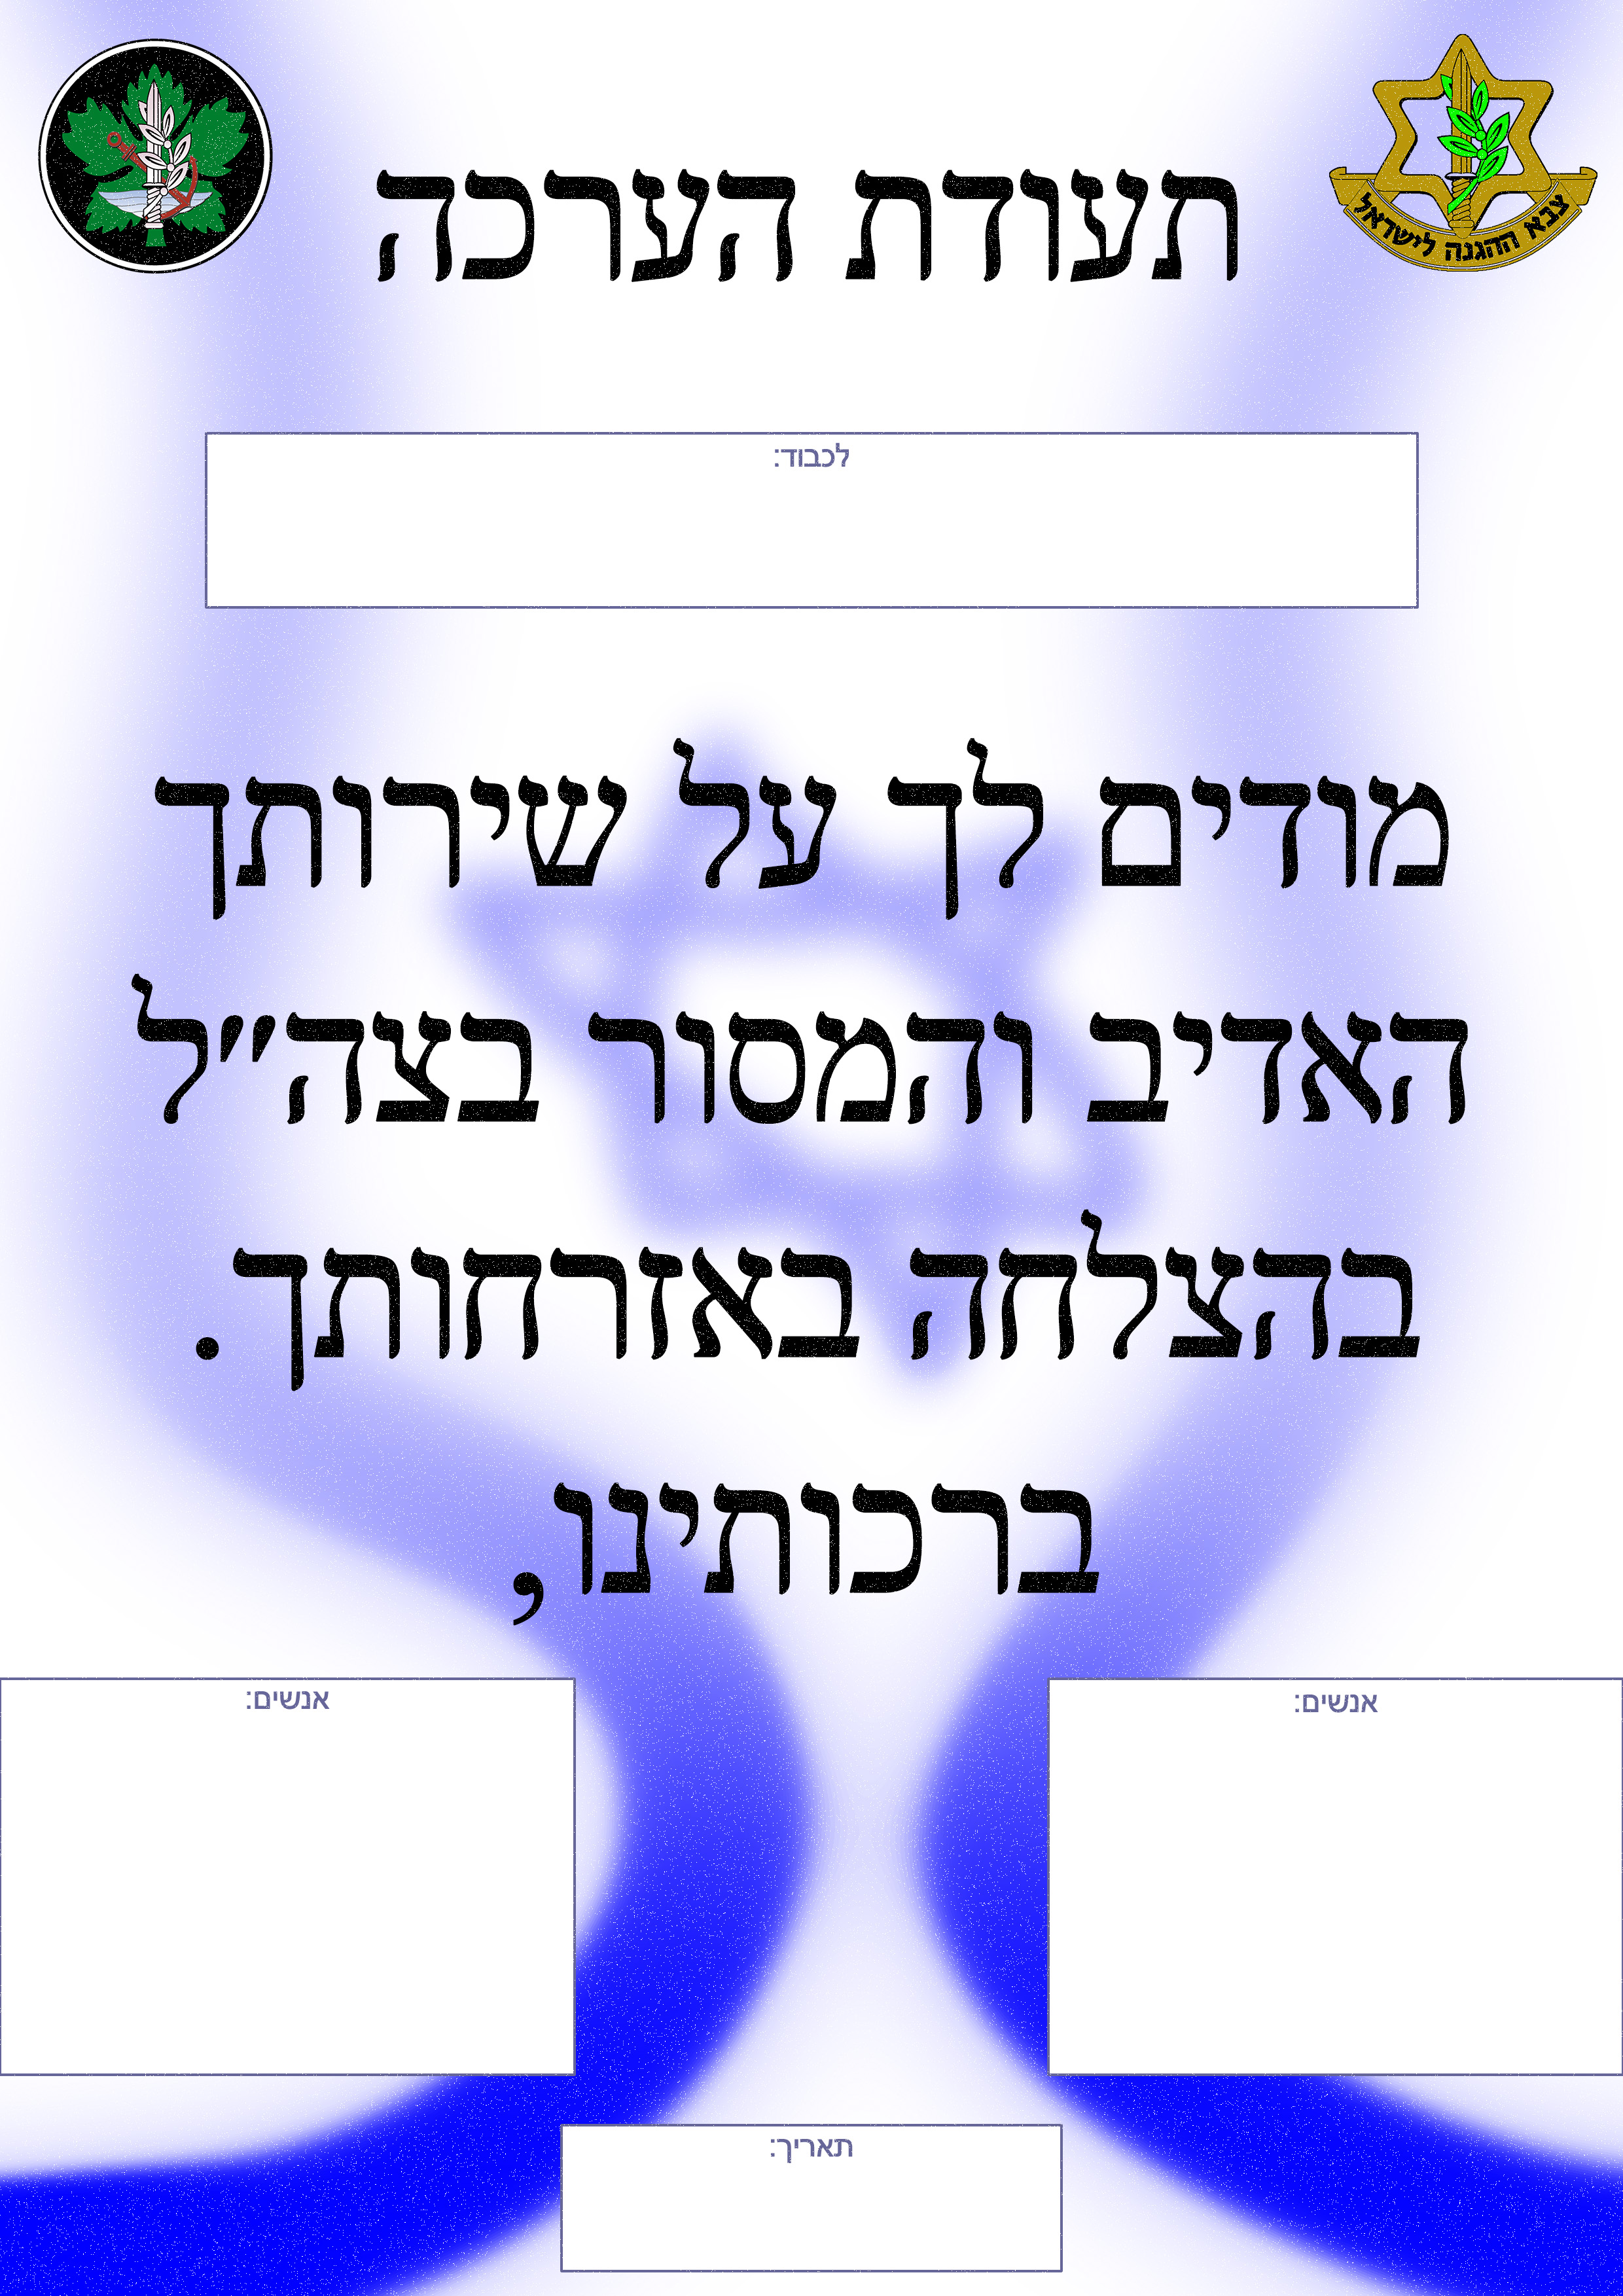 צבא ההגנה לישראל
תעודת הערכה
לכבוד:
מודים לך על שירותך
האדיב והמסור בצה"ל
בהצלחה באזרחותך.
ברכותינו,
אנשים:
אנשים:
תאריך: